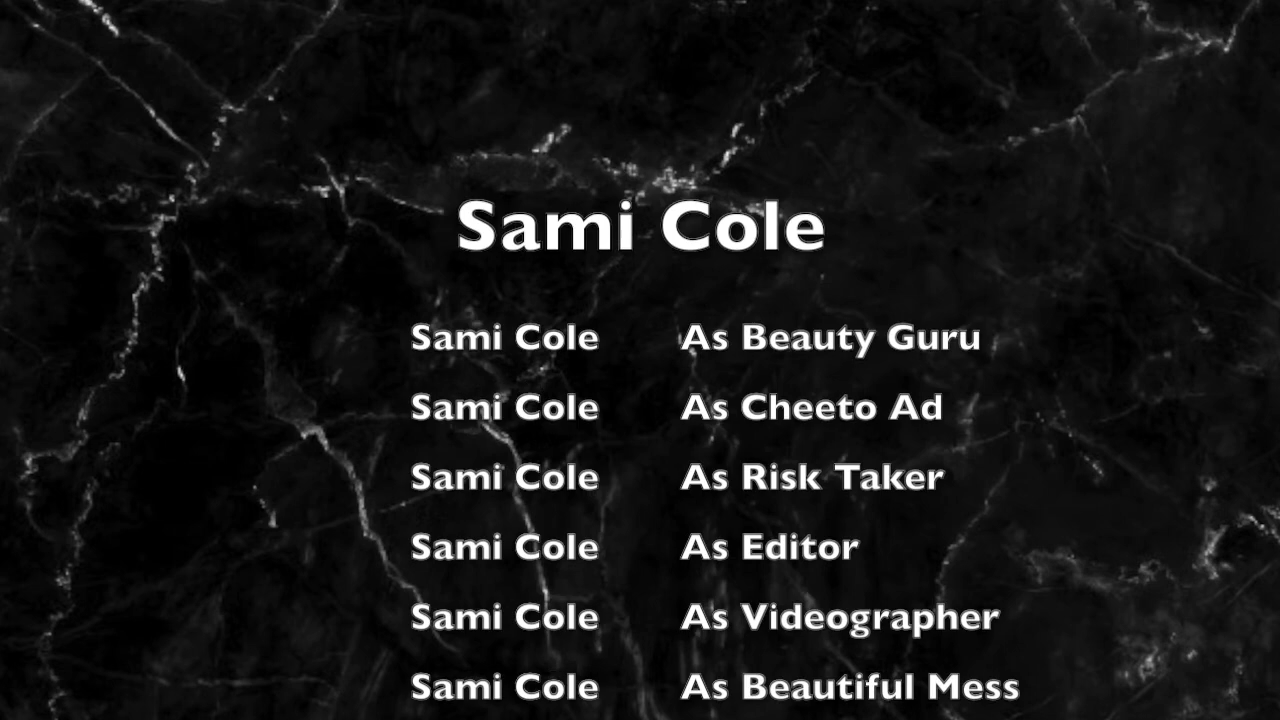 Sami Cole
Sami Cole As Beauty Guru
Sami Cole As Cheeto Ad
Sami Cole As Risk Taker
Sami Cole As Editor
Sami Cole As Videographer
Sami Cole As Beautiful Mess